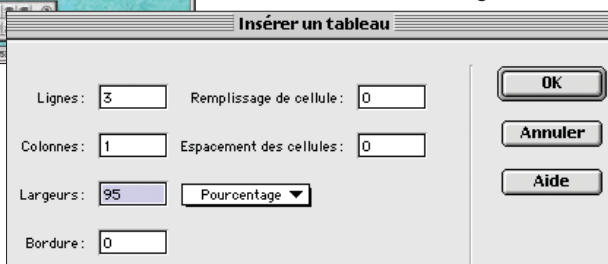 Insérer un tableau
Lignes: 3 Remplissage de cellule: 0
Colonnes: 1 Espacement des cellules: 0
Largeurs: 95 Pourcentage
Bordure: 0
OK
Annuler
Aide